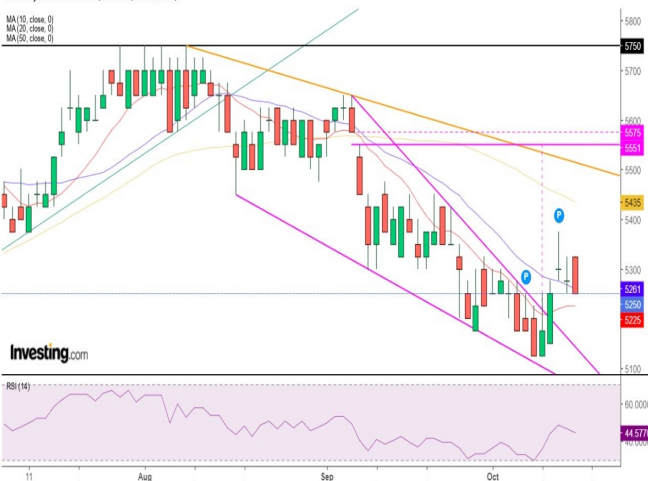 MA (10, close, 0)
MA (20, close, 0)
MA (50, close, 0)
5800
5750
5700
5600
5575
5551
5500
5435
5400
P
P
5300
5261
5250
5225
5100
Investing.com
RSI (14)
60.0000
44.577
40.0000
11
Aug
Sep
Oct